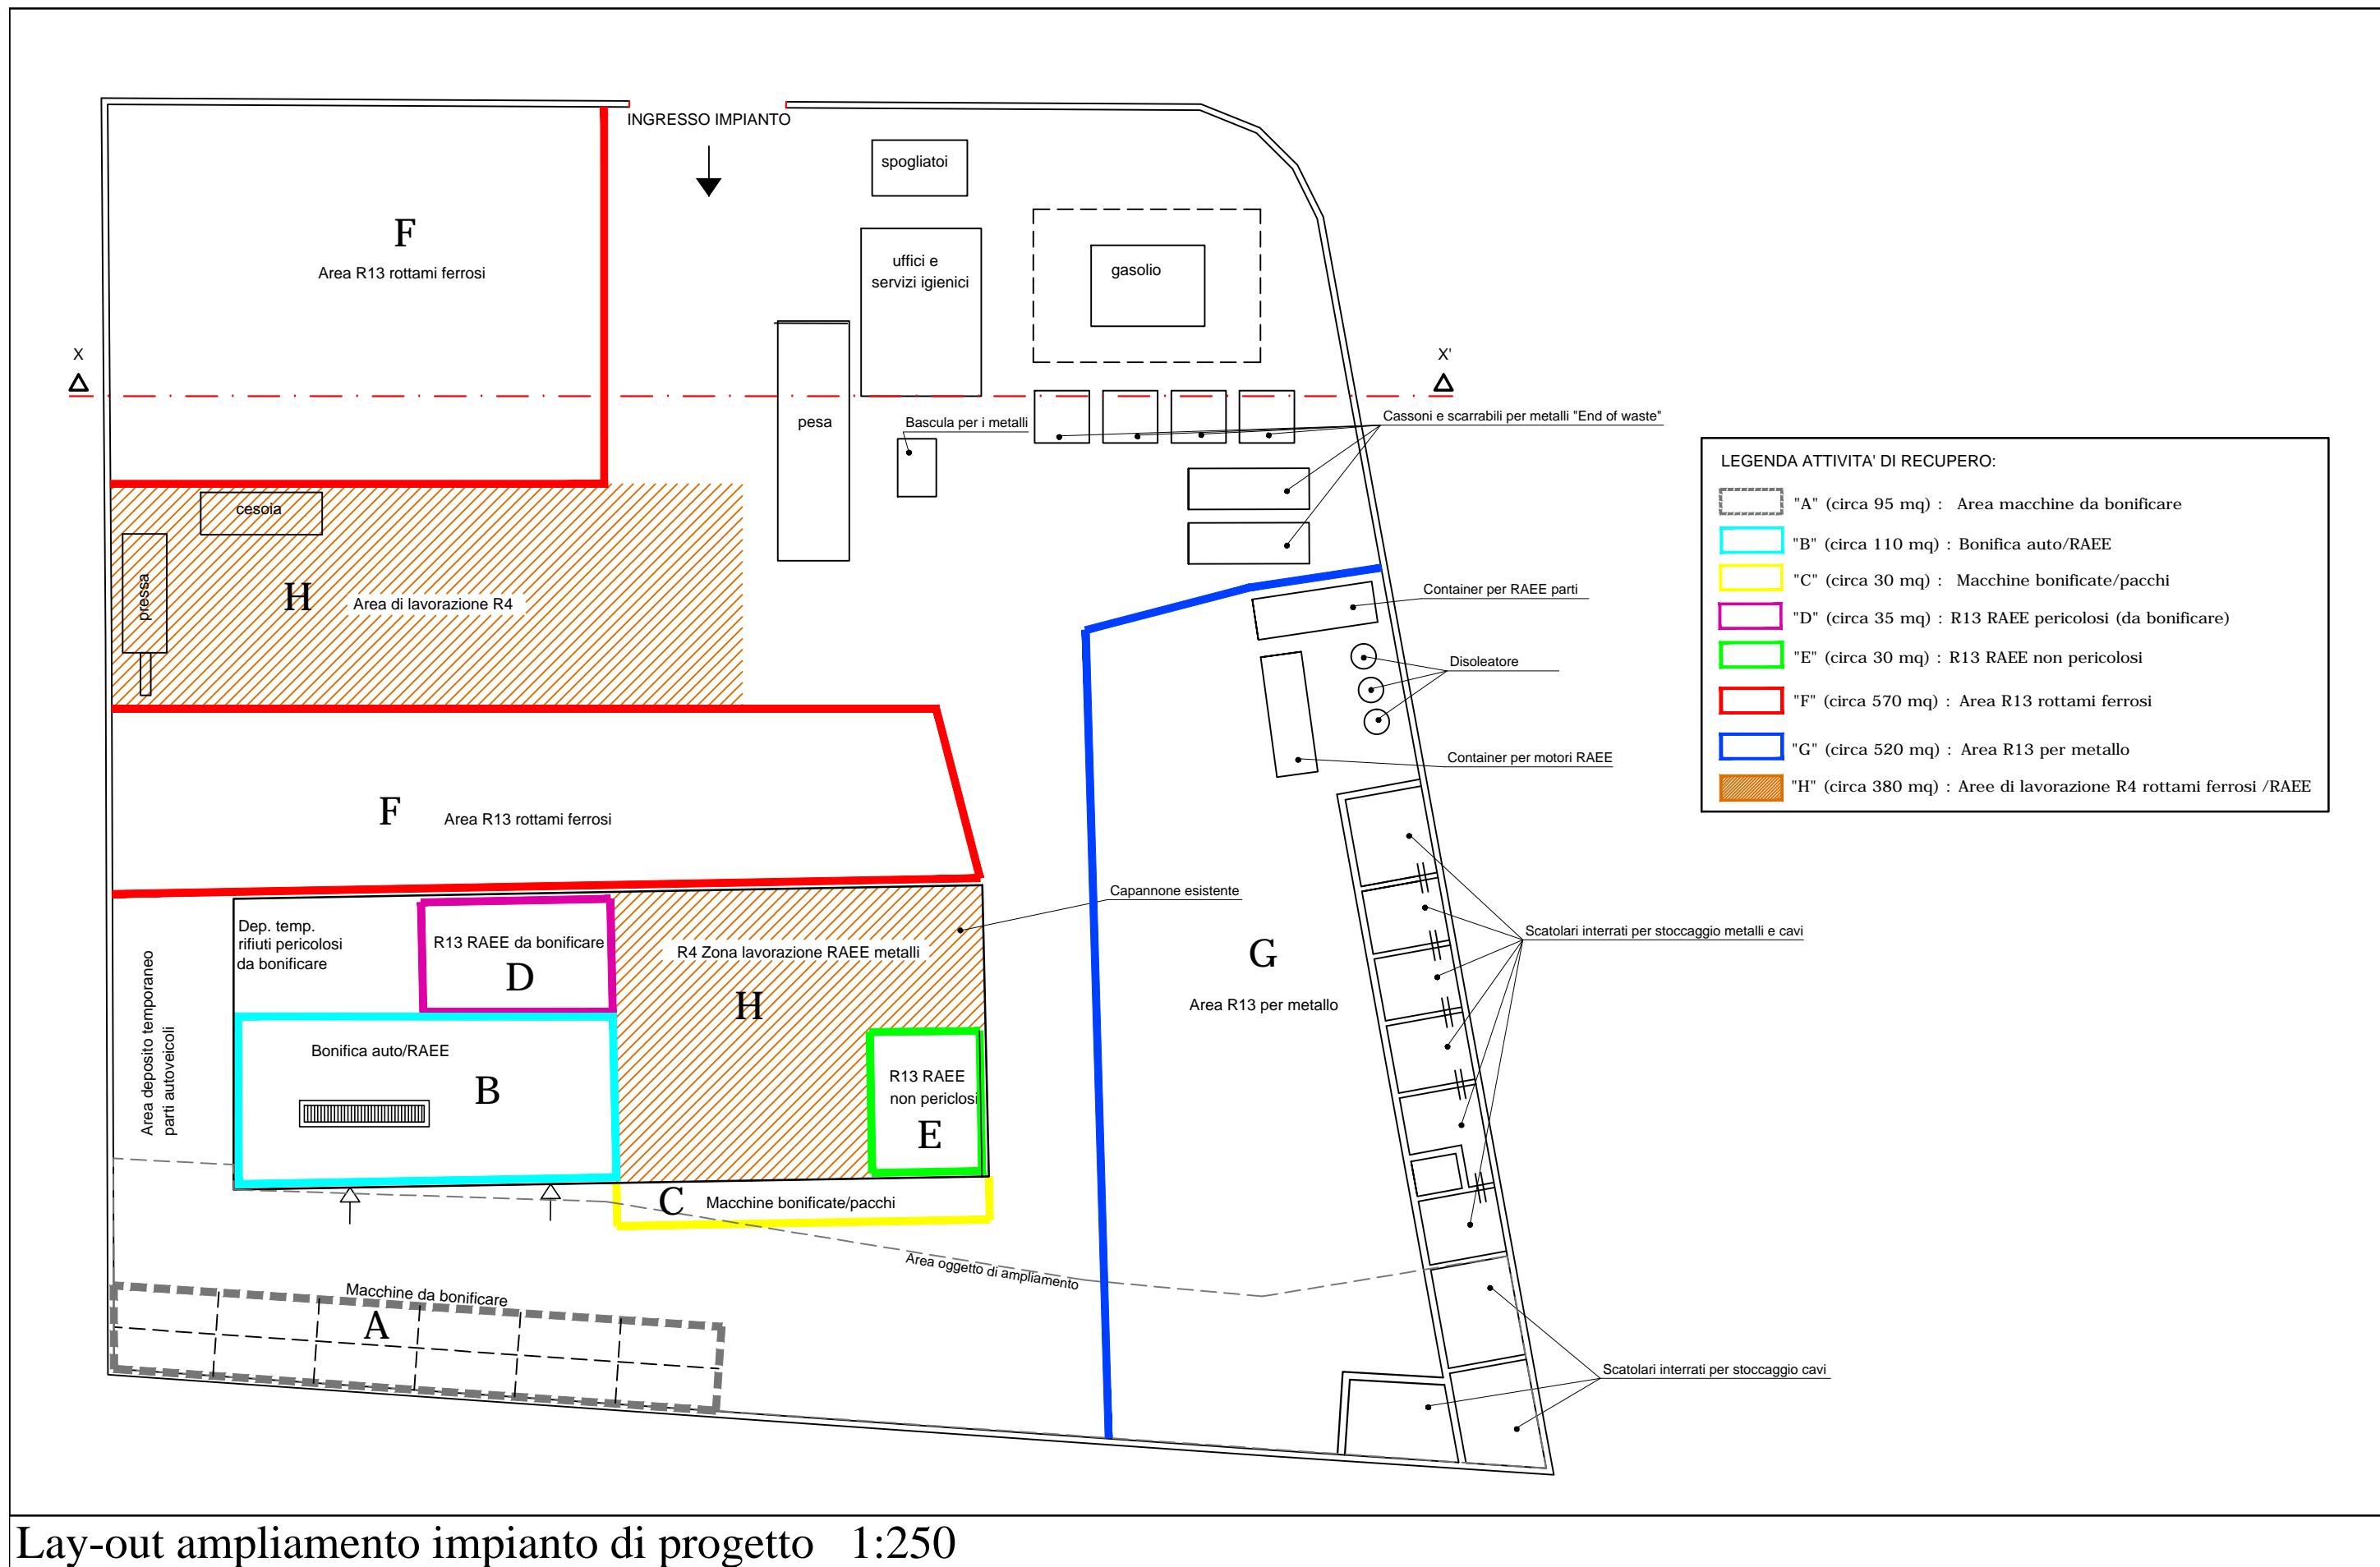 INGRESSO IMPIANTO
spogliatoi
F
Area R13 rottami ferrosi
uffici e
servizi igienici
gasolio
X
X'
pesa
Bascula per i metalli
Cassoni e scarrabili per metalli "End of waste"
LEGENDA ATTIVITA' DI RECUPERO:
"A" (circa 95 mq) : Area macchine da bonificare
"B" (circa 110 mq) : Bonifica auto/RAEE
"C" (circa 30 mq) : Macchine bonificate/pacchi
"D" (circa 35 mq) : R13 RAEE pericolosi (da bonificare)
"E" (circa 30 mq) : R13 RAEE non pericolosi
"F" (circa 570 mq) : Area R13 rottami ferrosi
"G" (circa 520 mq) : Area R13 per metallo
"H" (circa 380 mq) : Aree di lavorazione R4 rottami ferrosi /RAEE
cesoia
pressa
H
Area di lavorazione R4
Container per RAEE parti
Disoleatore
Container per motori RAEE
F
Area R13 rottami ferrosi
Capannone esistente
Dep. temp.
rifiuti pericolosi
da bonificare
R13 RAEE da bonificare
D
R4 Zona lavorazione RAEE metalli
H
G
Area R13 per metallo
Scatolari interrati per stoccaggio metalli e cavi
Area deposito temporaneo
parti autoveicoli
Bonifica auto/RAEE
B
R13 RAEE
non periclosi
E
C
Macchine bonificate/pacchi
Area oggetto di ampliamento
Macchine da bonificare
A
Scatolari interrati per stoccaggio cavi
Lay-out ampliamento impianto di progetto 1:250